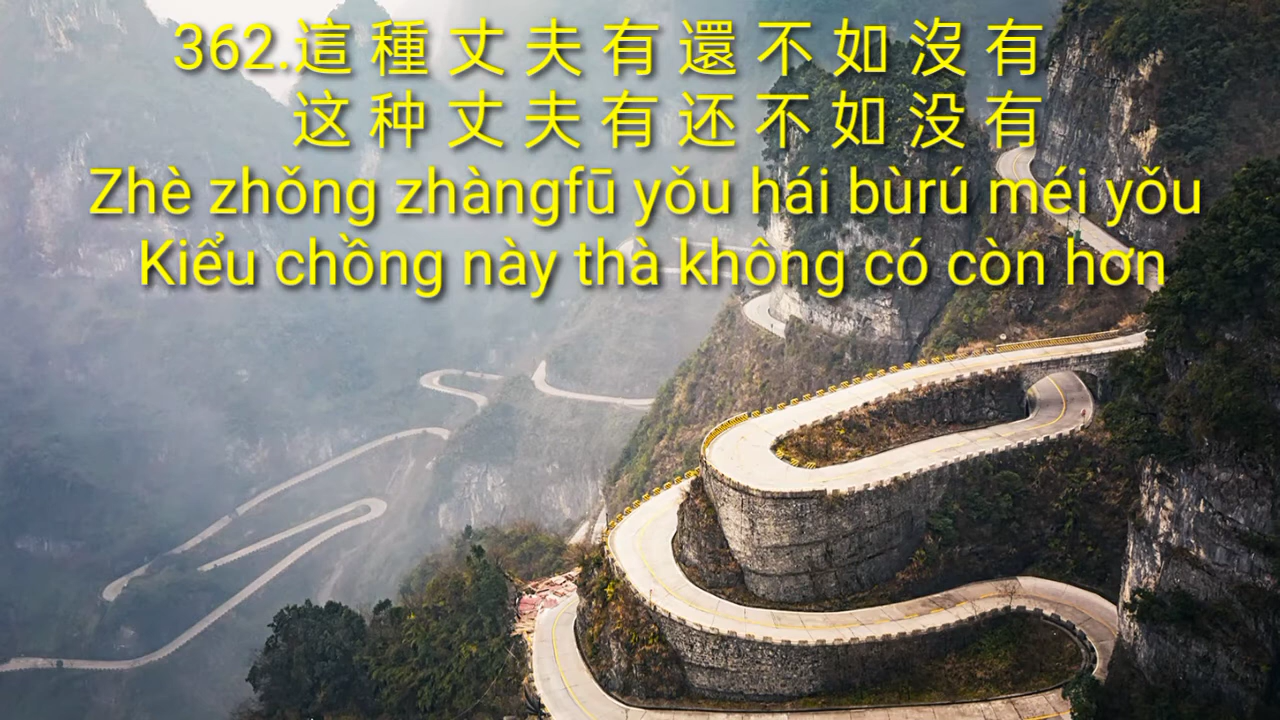 362.這種丈夫有還不如沒有
这种丈夫有还不如没有
Zhè zhǒng zhàngfū yǒu hái bùrú méi yǒu
Kiểu chồng này thà không có còn hơn